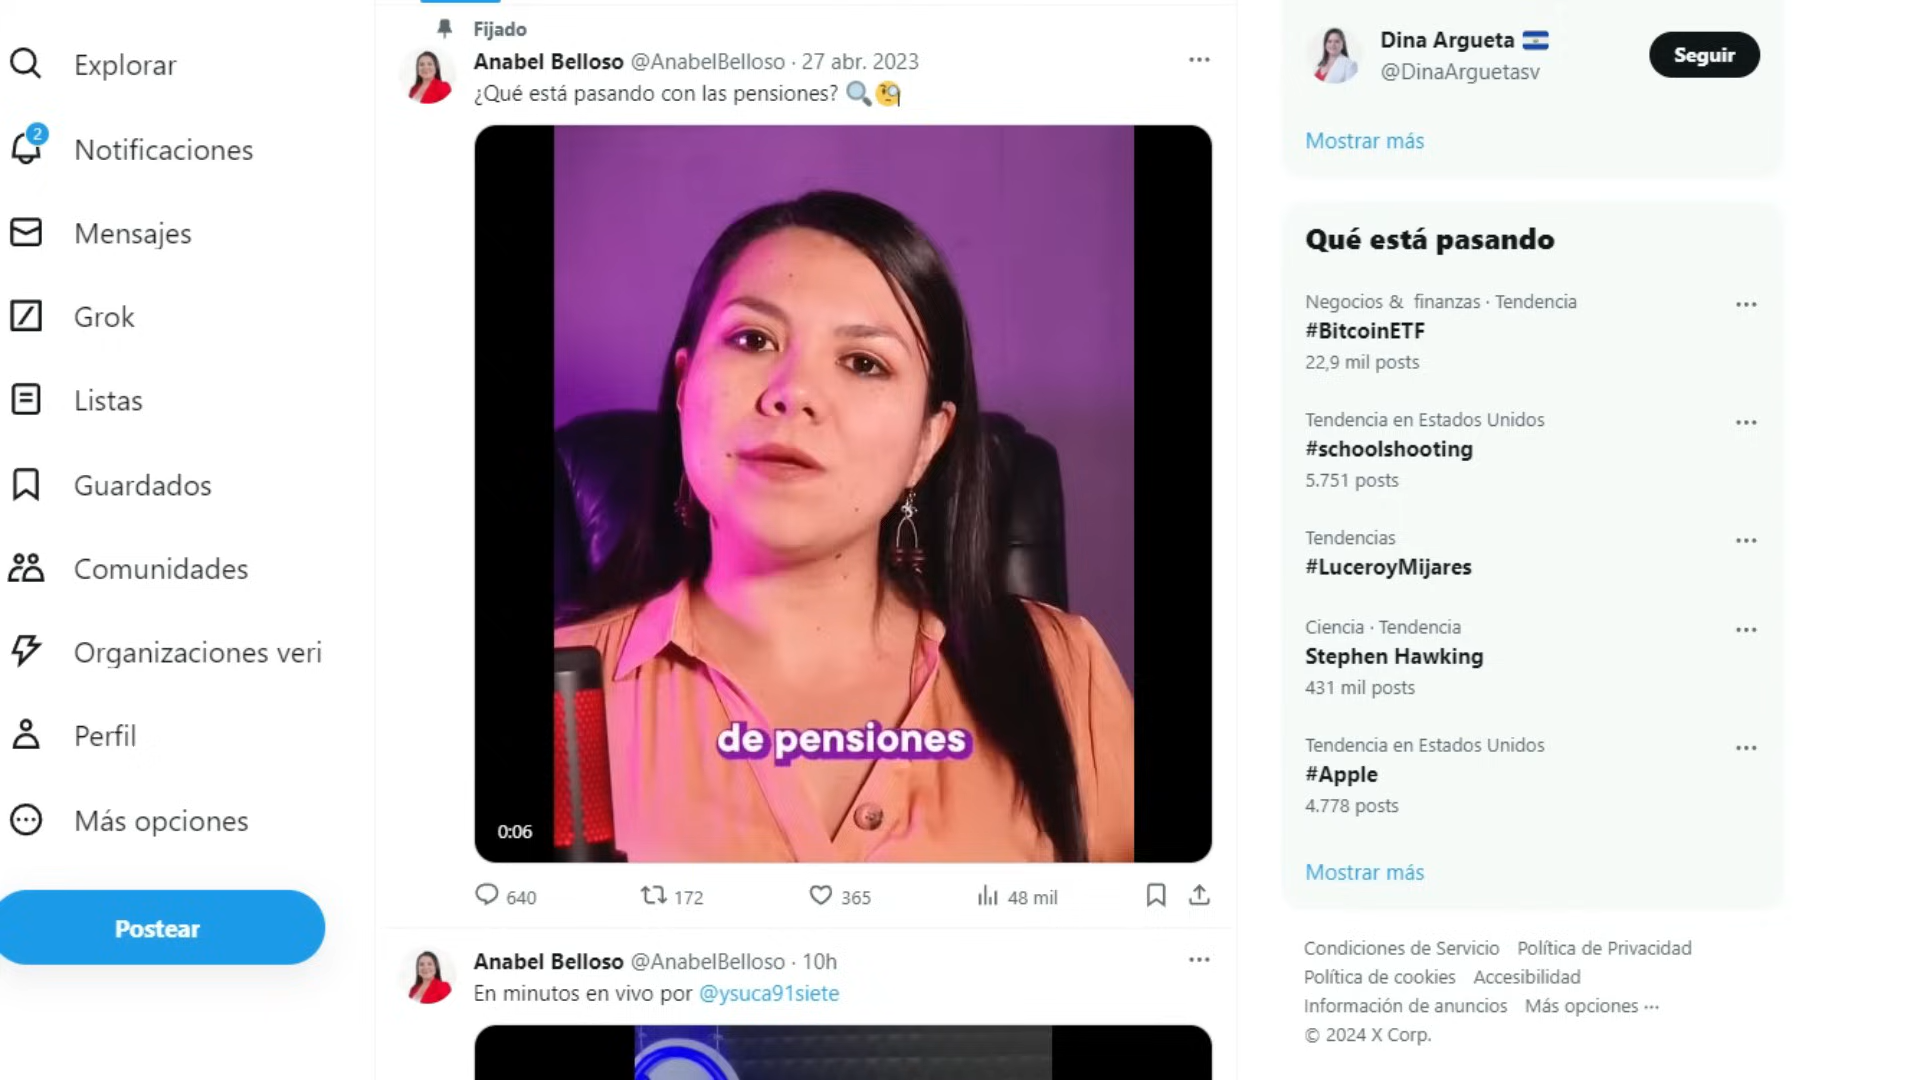 Explorar
2
Notificaciones
Mensajes
Grok
Listas
Guardados
Comunidades
Organizaciones veri
Perfil
Más opciones
Postear
Fijado
Anabel Belloso @AnabelBelloso · 27 abr. 2023
¿Qué está pasando con las pensiones? 🔍🧐
de pensiones
0:06
640
172
365
48 mil
Anabel Belloso @AnabelBelloso · 10h
En minutos en vivo por @ysuca91siete
Dina Argueta 🇸🇻
@DinaArguetasv
Seguir
Mostrar más
Qué está pasando
Negocios & finanzas · Tendencia
#BitcoinETF
22,9 mil posts
Tendencia en Estados Unidos
#schoolshooting
5.751 posts
Tendencias
#LuceroyMijares
Ciencia · Tendencia
Stephen Hawking
431 mil posts
Tendencia en Estados Unidos
#Apple
4.778 posts
Mostrar más
Condiciones de Servicio Política de Privacidad
Política de cookies Accesibilidad
Información de anuncios Más opciones ···
© 2024 X Corp.